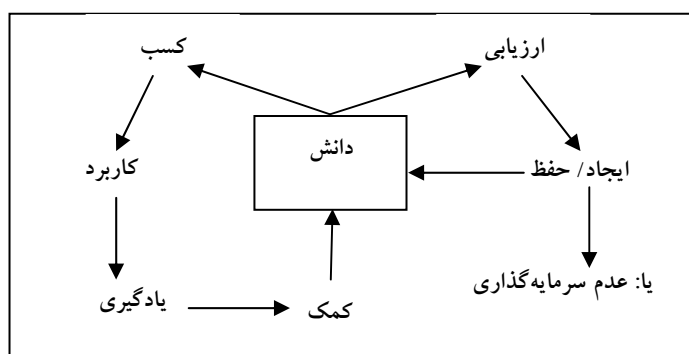 ارزیابی
کسب
دانش
ایجاد/ حفظ
کاربرد
یا: عدم سرمایه‌گذاری
کمک
یادگیری